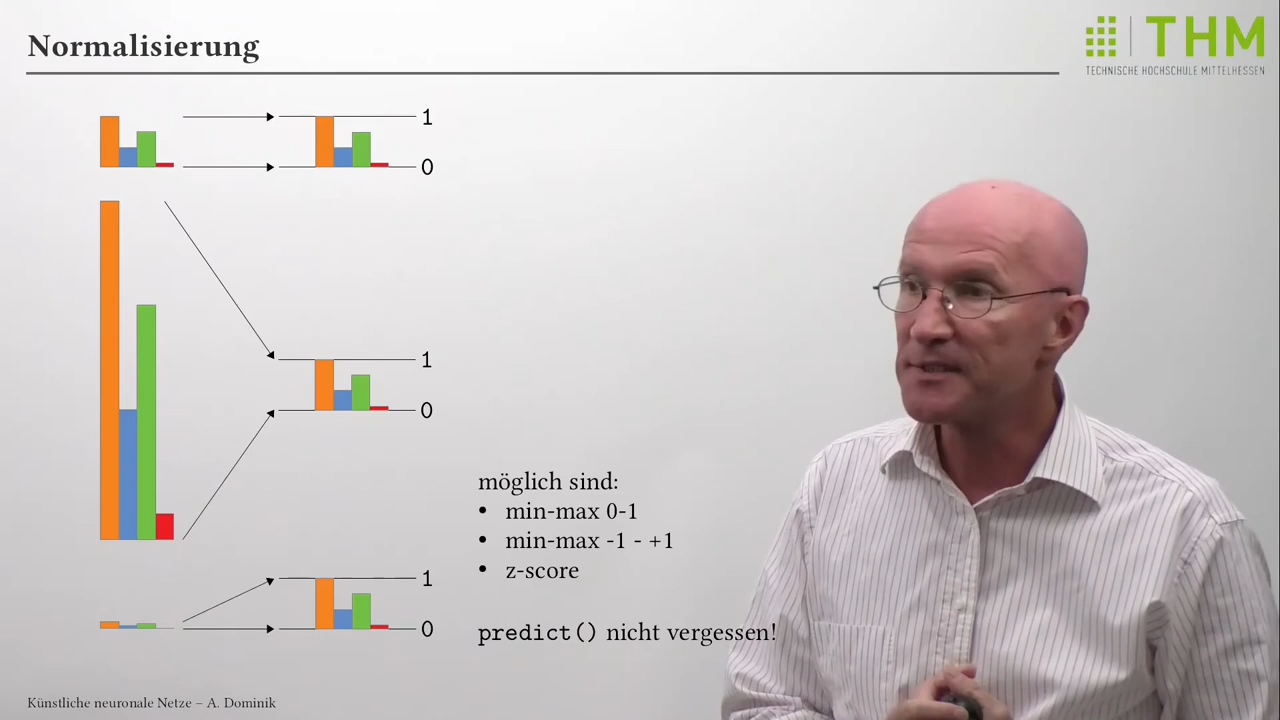 Normalisierung
THM
TECHNISCHE HOCHSCHULE MITTELHESSEN
1
0
1
0
möglich sind:
• min-max 0-1
• min-max -1 - +1
• z-score
1
0
predict() nicht vergessen!
Künstliche neuronale Netze – A. Dominik